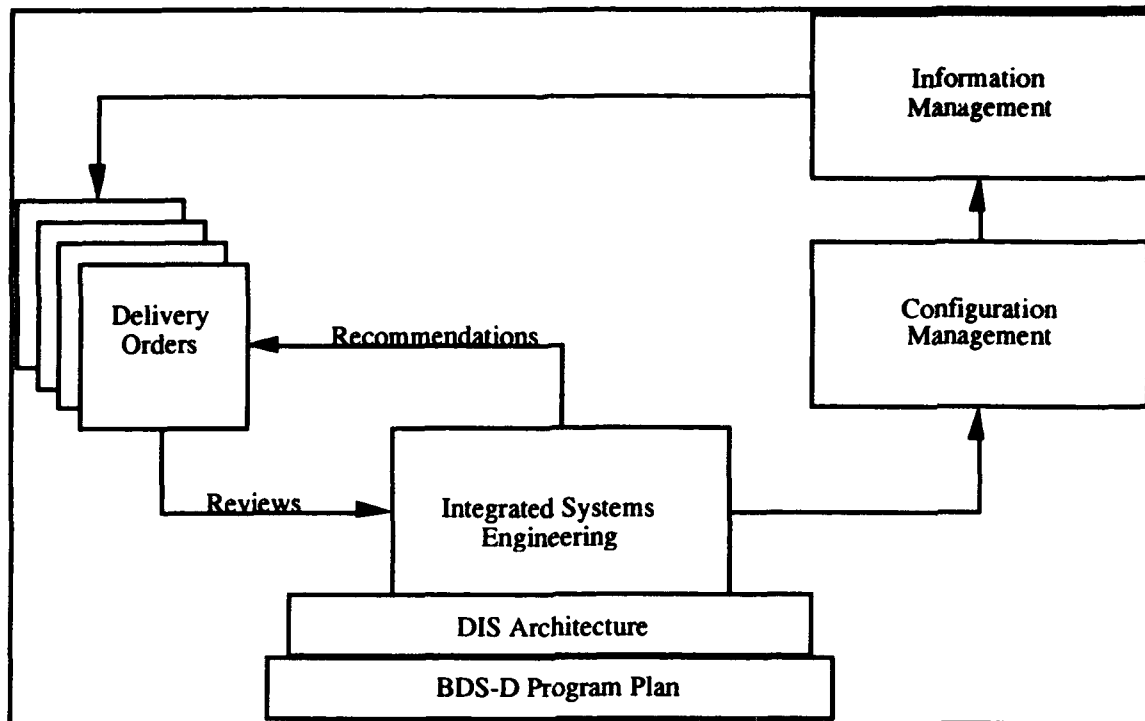 Information
Management
Configuration
Management
Delivery
Orders
Recommendations
Reviews
Integrated Systems
Engineering
DIS Architecture
BDS-D Program Plan